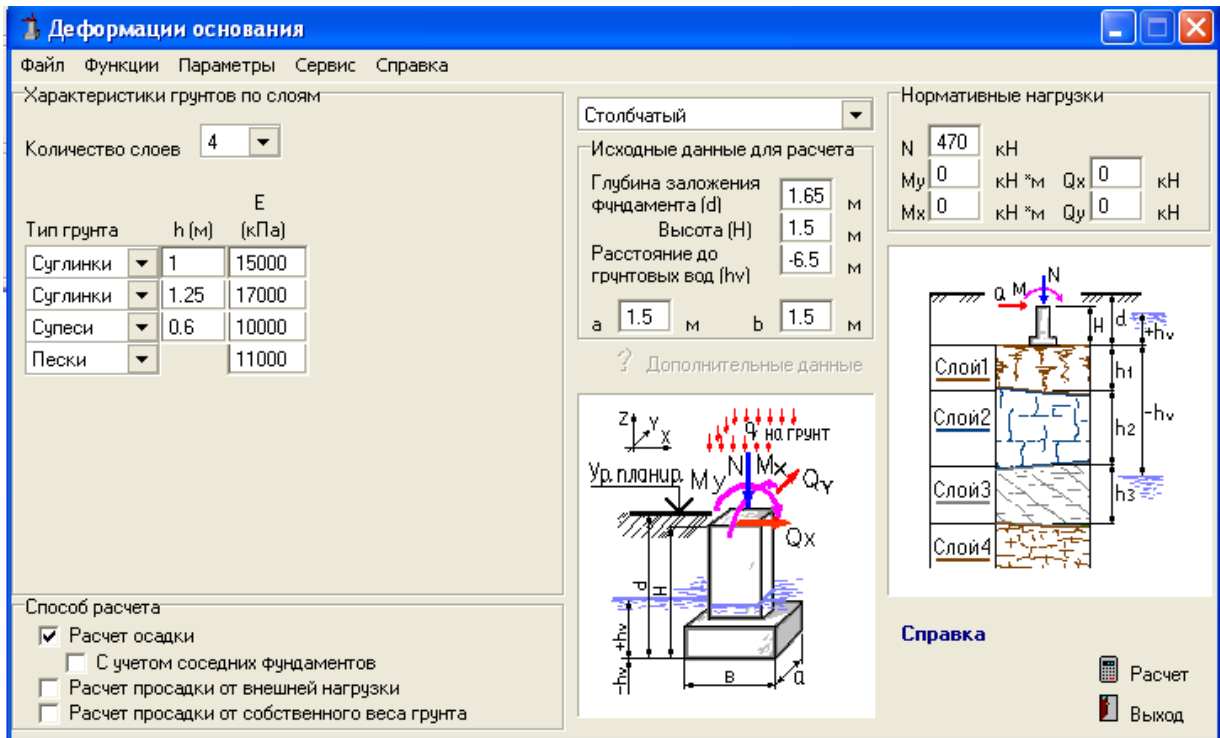 Деформации основания
Файл Функции Параметры Сервис Справка
Характеристики грунтов по слоям
Количество слоев 4
E
Тип грунта h (м) (кПа)
Суглинки 1 15000
Суглинки 1.25 17000
Супеси 0.6 10000
Пески 11000
Способ расчета
Расчет осадки
С учетом соседних фундаментов
Расчет просадки от внешней нагрузки
Расчет просадки от собственного веса грунта
Столбчатый
Исходные данные для расчета
Глубина заложения
фундамента (d) 1.65 м
Высота (H) 1.5 м
Расстояние до
грунтовых вод (hv) -6.5 м
a 1.5 м b 1.5 м
? Дополнительные данные
Z Y X
q на грунт
Ур. планир. My N Mx Qy
Qx
d H
+hv
-hv
B a
Нормативные нагрузки
N 470 кН
My 0 кН *м Qx 0 кН
Mx 0 кН *м Qy 0 кН
N
Q M
H d +hv
Слой1 h1
Слой2 h2 -hv
Слой3 h3
Слой4
Справка
Расчет
Выход